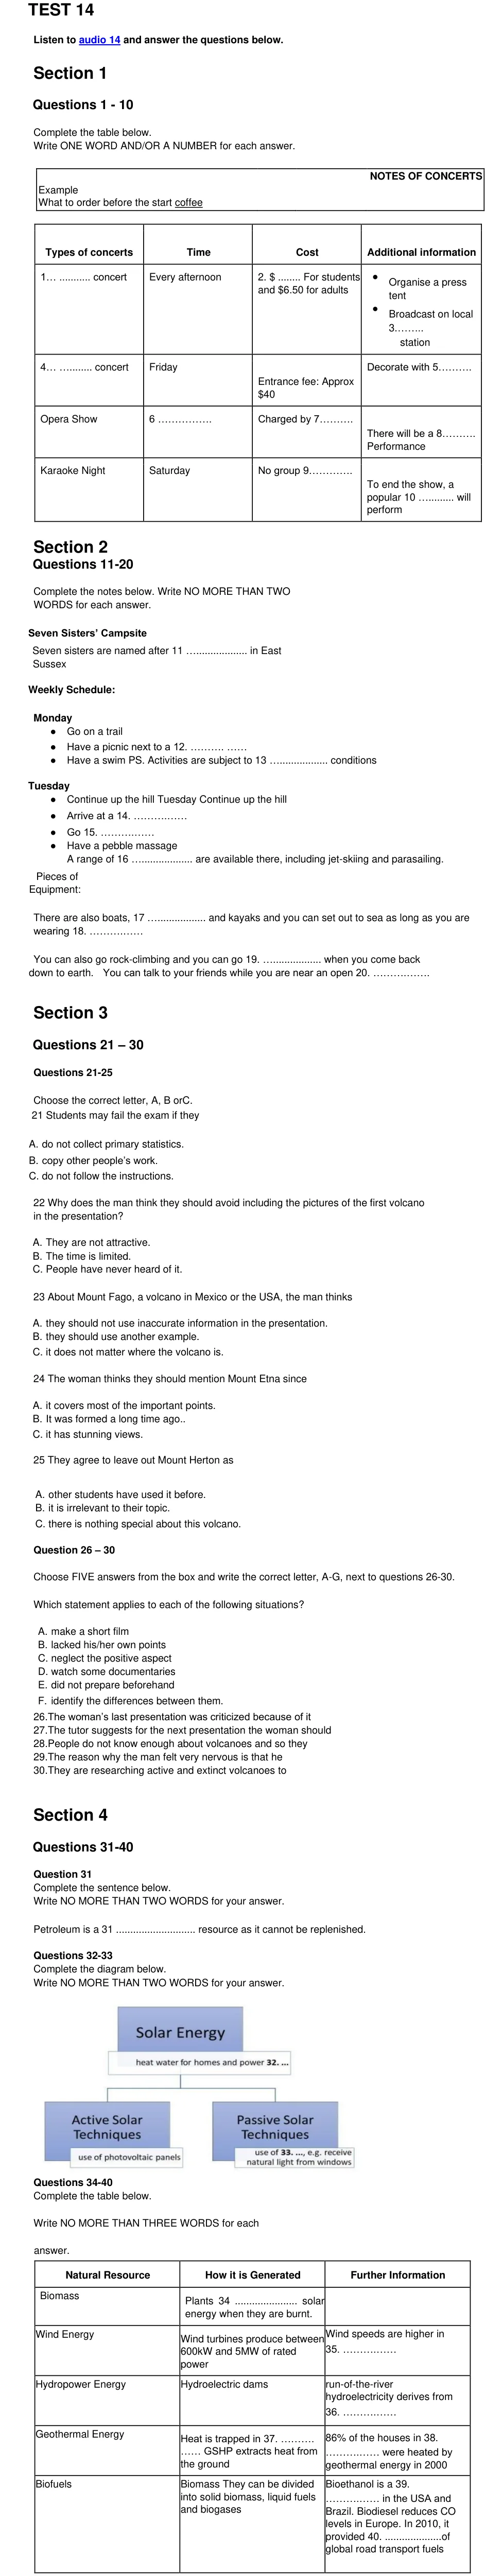 TEST 14
Listen to audio 14 and answer the questions below.
Section 1
Questions 1 - 10
Complete the table below.
Write ONE WORD AND/OR A NUMBER for each answer.
NOTES OF CONCERTS
Example
What to order before the start coffee
Types of concerts
Time
Cost
Additional information
1… ........... concert
Every afternoon
2. $ ........ For students
and $6.50 for adults
● Organise a press
tent
● Broadcast on local
3……...
station
4… …........ concert
Friday
Entrance fee: Approx
$40
Decorate with 5……….
Opera Show
6 …………….
Charged by 7……….
There will be a 8……….
Performance
Karaoke Night
Saturday
No group 9………….
To end the show, a
popular 10 …......... will
perform
Section 2
Questions 11-20
Complete the notes below. Write NO MORE THAN TWO
WORDS for each answer.
Seven Sisters’ Campsite
Seven sisters are named after 11 …................. in East
Sussex
Weekly Schedule:
Monday
● Go on a trail
● Have a picnic next to a 12. ………. ……
● Have a swim PS. Activities are subject to 13 …................. conditions
Tuesday
● Continue up the hill Tuesday Continue up the hill
● Arrive at a 14. ……………..
● Go 15. ……………..
● Have a pebble massage
A range of 16 ….................. are available there, including jet-skiing and parasailing.
Pieces of
Equipment:
There are also boats, 17 …................. and kayaks and you can set out to sea as long as you are
wearing 18. ……………..
You can also go rock-climbing and you can go 19. …................. when you come back
down to earth. You can talk to your friends while you are near an open 20. ………………
Section 3
Questions 21 – 30
Questions 21-25
Choose the correct letter, A, B orC.
21 Students may fail the exam if they
A. do not collect primary statistics.
B. copy other people’s work.
C. do not follow the instructions.
22 Why does the man think they should avoid including the pictures of the first volcano
in the presentation?
A. They are not attractive.
B. The time is limited.
C. People have never heard of it.
23 About Mount Fago, a volcano in Mexico or the USA, the man thinks
A. they should not use inaccurate information in the presentation.
B. they should use another example.
C. it does not matter where the volcano is.
24 The woman thinks they should mention Mount Etna since
A. it covers most of the important points.
B. It was formed a long time ago..
C. it has stunning views.
25 They agree to leave out Mount Herton as
A. other students have used it before.
B. it is irrelevant to their topic.
C. there is nothing special about this volcano.
Question 26 – 30
Choose FIVE answers from the box and write the correct letter, A-G, next to questions 26-30.
Which statement applies to each of the following situations?
A. make a short film
B. lacked his/her own points
C. neglect the positive aspect
D. watch some documentaries
E. did not prepare beforehand
F. identify the differences between them.
26.The woman’s last presentation was criticized because of it
27.The tutor suggests for the next presentation the woman should
28.People do not know enough about volcanoes and so they
29.The reason why the man felt very nervous is that he
30.They are researching active and extinct volcanoes to
Section 4
Questions 31-40
Question 31
Complete the sentence below.
Write NO MORE THAN TWO WORDS for your answer.
Petroleum is a 31 ............................ resource as it cannot be replenished.
Questions 32-33
Complete the diagram below.
Write NO MORE THAN TWO WORDS for your answer.
Solar Energy
heat water for homes and power 32. ...
Active Solar
Techniques
use of photovoltaic panels
Passive Solar
Techniques
use of 33. ..., e.g. receive
natural light from windows
Questions 34-40
Complete the table below.
Write NO MORE THAN THREE WORDS for each
answer.
Natural Resource
How it is Generated
Further Information
Biomass
Plants 34 ...................... solar
energy when they are burnt.
Wind Energy
Wind turbines produce between
600kW and 5MW of rated
power
Wind speeds are higher in
35. ……………..
Hydropower Energy
Hydroelectric dams
run-of-the-river
hydroelectricity derives from
36. ……………..
Geothermal Energy
Heat is trapped in 37. ……….
…… GSHP extracts heat from
the ground
86% of the houses in 38.
…………….. were heated by
geothermal energy in 2000
Biofuels
Biomass They can be divided
into solid biomass, liquid fuels
and biogases
Bioethanol is a 39.
…………….. in the USA and
Brazil. Biodiesel reduces CO
levels in Europe. In 2010, it
provided 40. ....................of
global road transport fuels